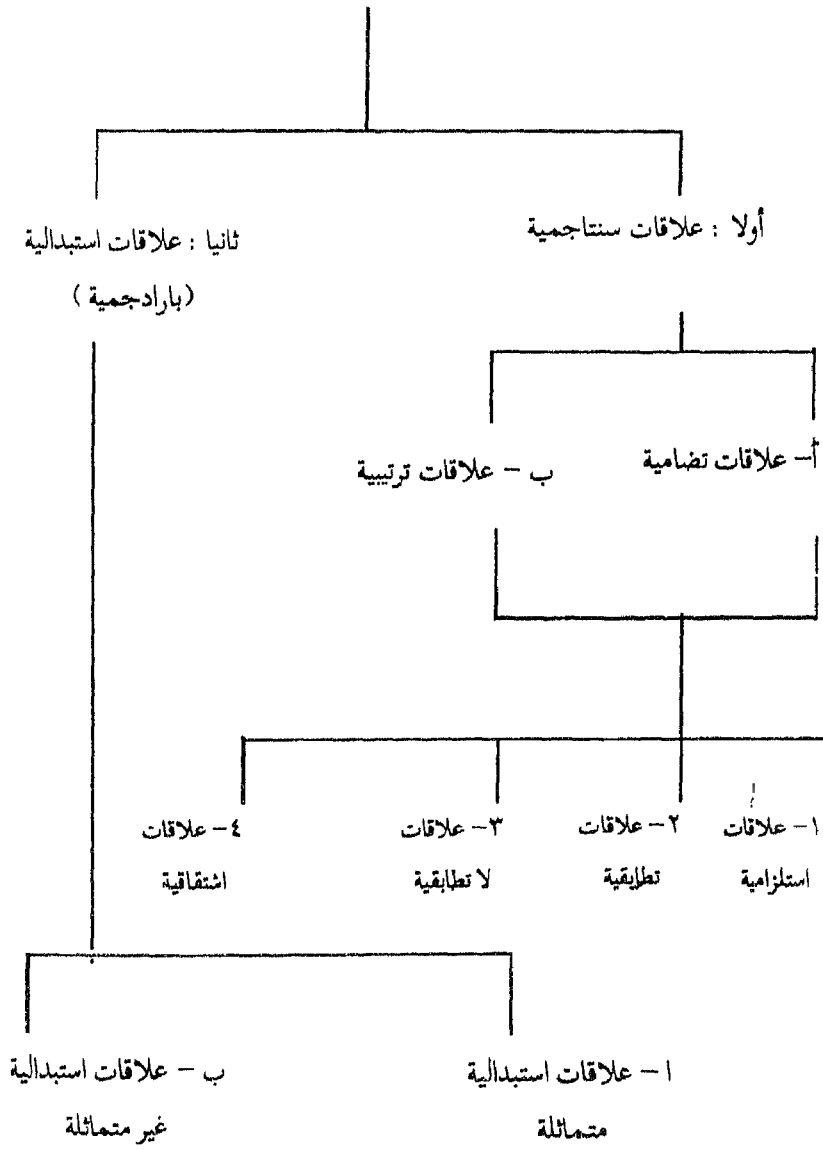 أولا : علاقات سنتاجمية
ثانيا : علاقات استبدالية
(بارادجمية)
أ– علاقات تضامية
ب – علاقات ترتيبية
١– علاقات
استلزامية
٢– علاقات
تطابقية
٣– علاقات
لا تطابقية
٤– علاقات
اشتقاقية
ا – علاقات استبدالية
متماثلة
ب – علاقات استبدالية
غير متماثلة